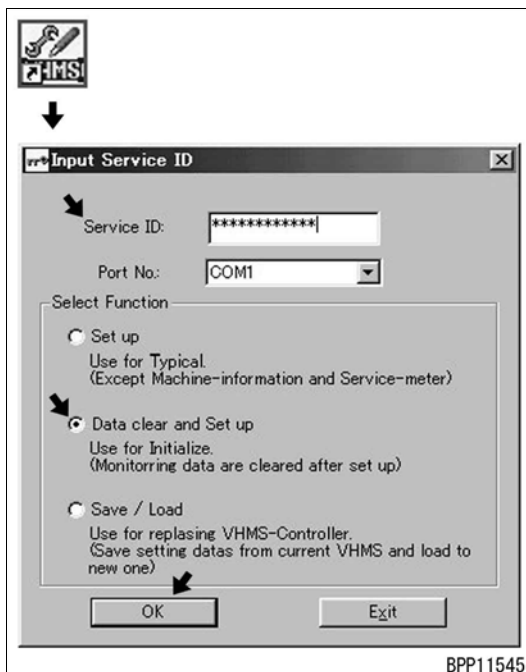 VHMS
Input Service ID
Service ID: ************
Port No.: COM1
Select Function
Set up
Use for Typical.
(Except Machine-information and Service-meter)
Data clear and Set up
Use for Initialize.
(Monitorring data are cleared after set up)
Save / Load
Use for replasing VHMS-Controller.
(Save setting datas from current VHMS and load to
new one)
OK Exit
BPP11545